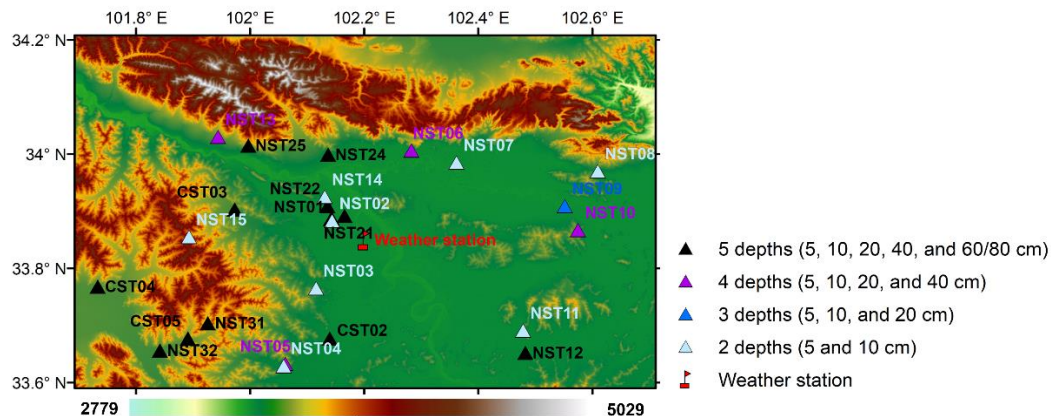 101.8° E 102° E 102.2° E 102.4° E 102.6° E
34.2° N
NST13
NST25
NST24
NST06
NST07
NST08
34° N
NST22
NST14
CST03
NST01
NST02
NST09
NST10
NST15
NST21
Weather station
33.8° N
CST04
NST03
CST05
NST31
CST02
NST11
NST32
NST05
NST04
NST12
33.6° N
2779 5029
5 depths (5, 10, 20, 40, and 60/80 cm)
4 depths (5, 10, 20, and 40 cm)
3 depths (5, 10, and 20 cm)
2 depths (5 and 10 cm)
Weather station